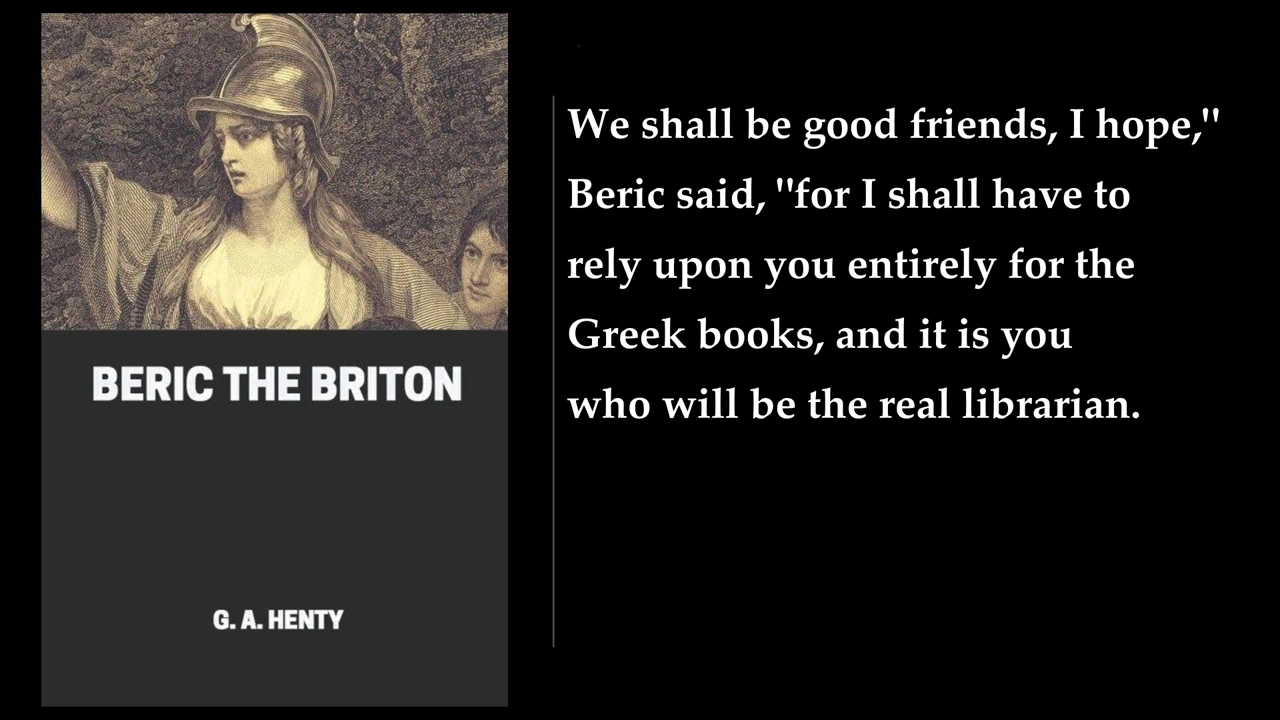 BERIC THE BRITON
G. A. HENTY
We shall be good friends, I hope,"
Beric said, "for I shall have to
rely upon you entirely for the
Greek books, and it is you
who will be the real librarian.